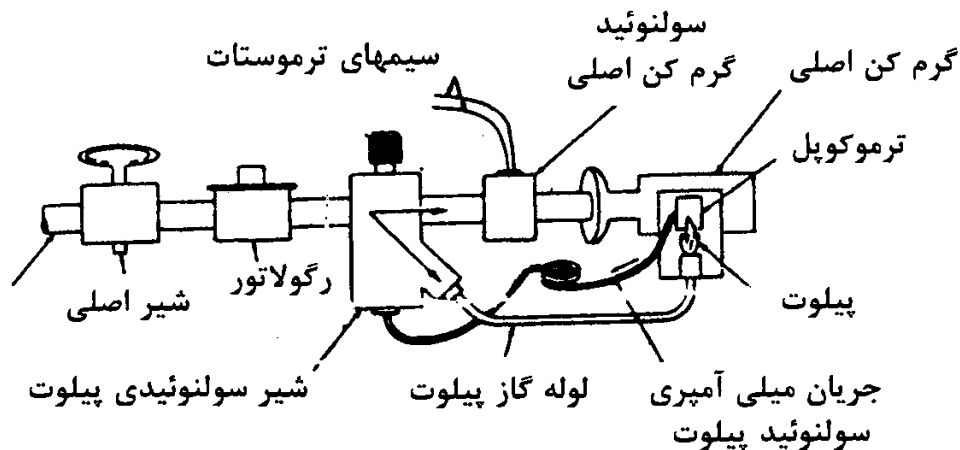 سولنوئید
گرم کن اصلی
گرم کن اصلی
سیمهای ترموستات
ترموکوپل
رگولاتور
شیر اصلی
پیلوت
شیر سولنوئیدی پیلوت
لوله گاز پیلوت
جریان میلی آمپری
سولنوئید پیلوت